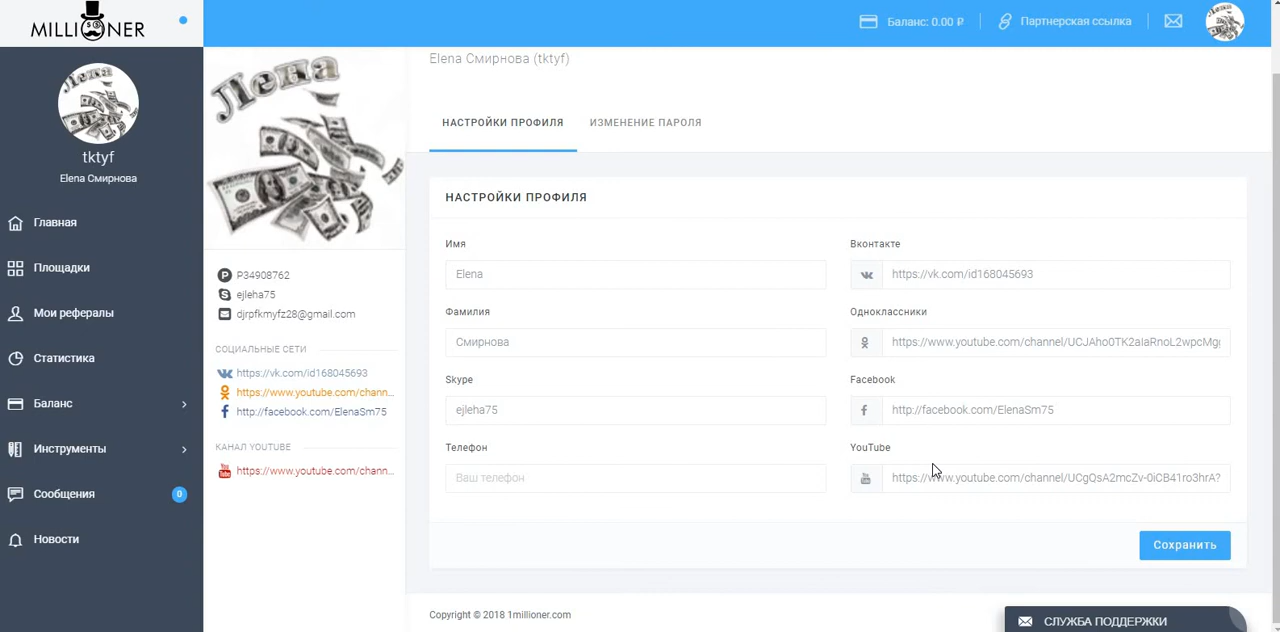 MILLIONER
Баланс: 0.00 ₽
Партнерская ссылка
Лена
tktyf
Elena Смирнова
Главная
Площадки
Мои рефералы
Статистика
Баланс
Инструменты
Сообщения
0
Новости
Лена
P34908762
ejleha75
djrpfkmyfz28@gmail.com
СОЦИАЛЬНЫЕ СЕТИ
https://vk.com/id168045693
https://www.youtube.com/chann...
http://facebook.com/ElenaSm75
КАНАЛ YOUTUBE
https://www.youtube.com/chann...
Elena Смирнова (tktyf)
НАСТРОЙКИ ПРОФИЛЯ
ИЗМЕНЕНИЕ ПАРОЛЯ
НАСТРОЙКИ ПРОФИЛЯ
Имя
Elena
Фамилия
Смирнова
Skype
ejleha75
Телефон
Ваш телефон
Вконтакте
https://vk.com/id168045693
Одноклассники
https://www.youtube.com/channel/UCJAho0TK2aIaRnoL2wpcMg
Facebook
http://facebook.com/ElenaSm75
YouTube
https://www.youtube.com/channel/UCgQsA2mcZv-0iCB41ro3hrA?
Сохранить
Copyright © 2018 1millioner.com
СЛУЖБА ПОДДЕРЖКИ